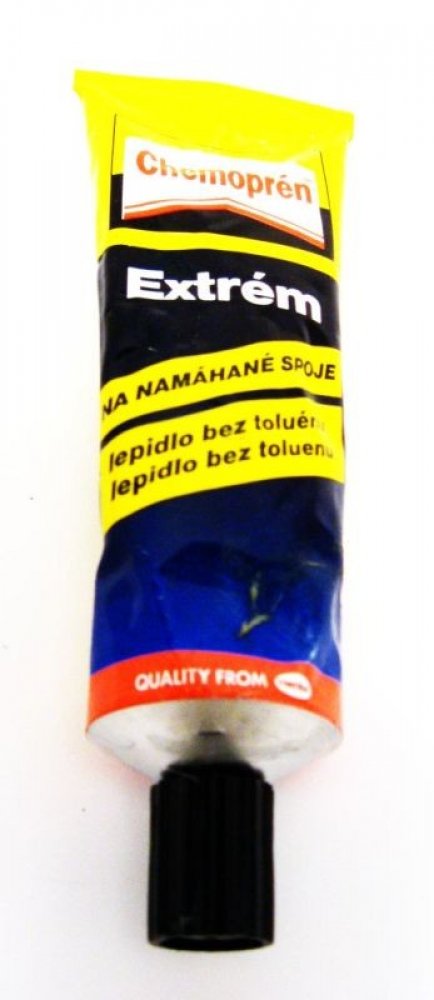 Chemoprén
Extrém
NA NAMÁHANÉ SPOJE
lepidlo bez toluénu
lepidlo bez toluenu
QUALITY FROM